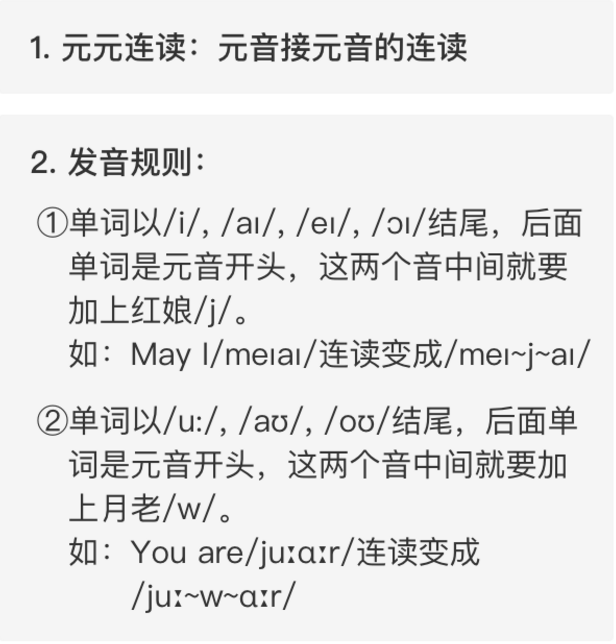 1. 元元连读：元音接元音的连读
2. 发音规则：
①单词以/i/, /aɪ/, /eɪ/, /ɔɪ/结尾，后面
单词是元音开头，这两个音中间就要
加上红娘/j/。
如：May I/meɪaɪ/连读变成/meɪ~j~aɪ/
②单词以/u:/, /aʊ/, /oʊ/结尾，后面单
词是元音开头，这两个音中间就要加
上月老/w/。
如：You are/juːɑːr/连读变成
/juː~w~ɑːr/